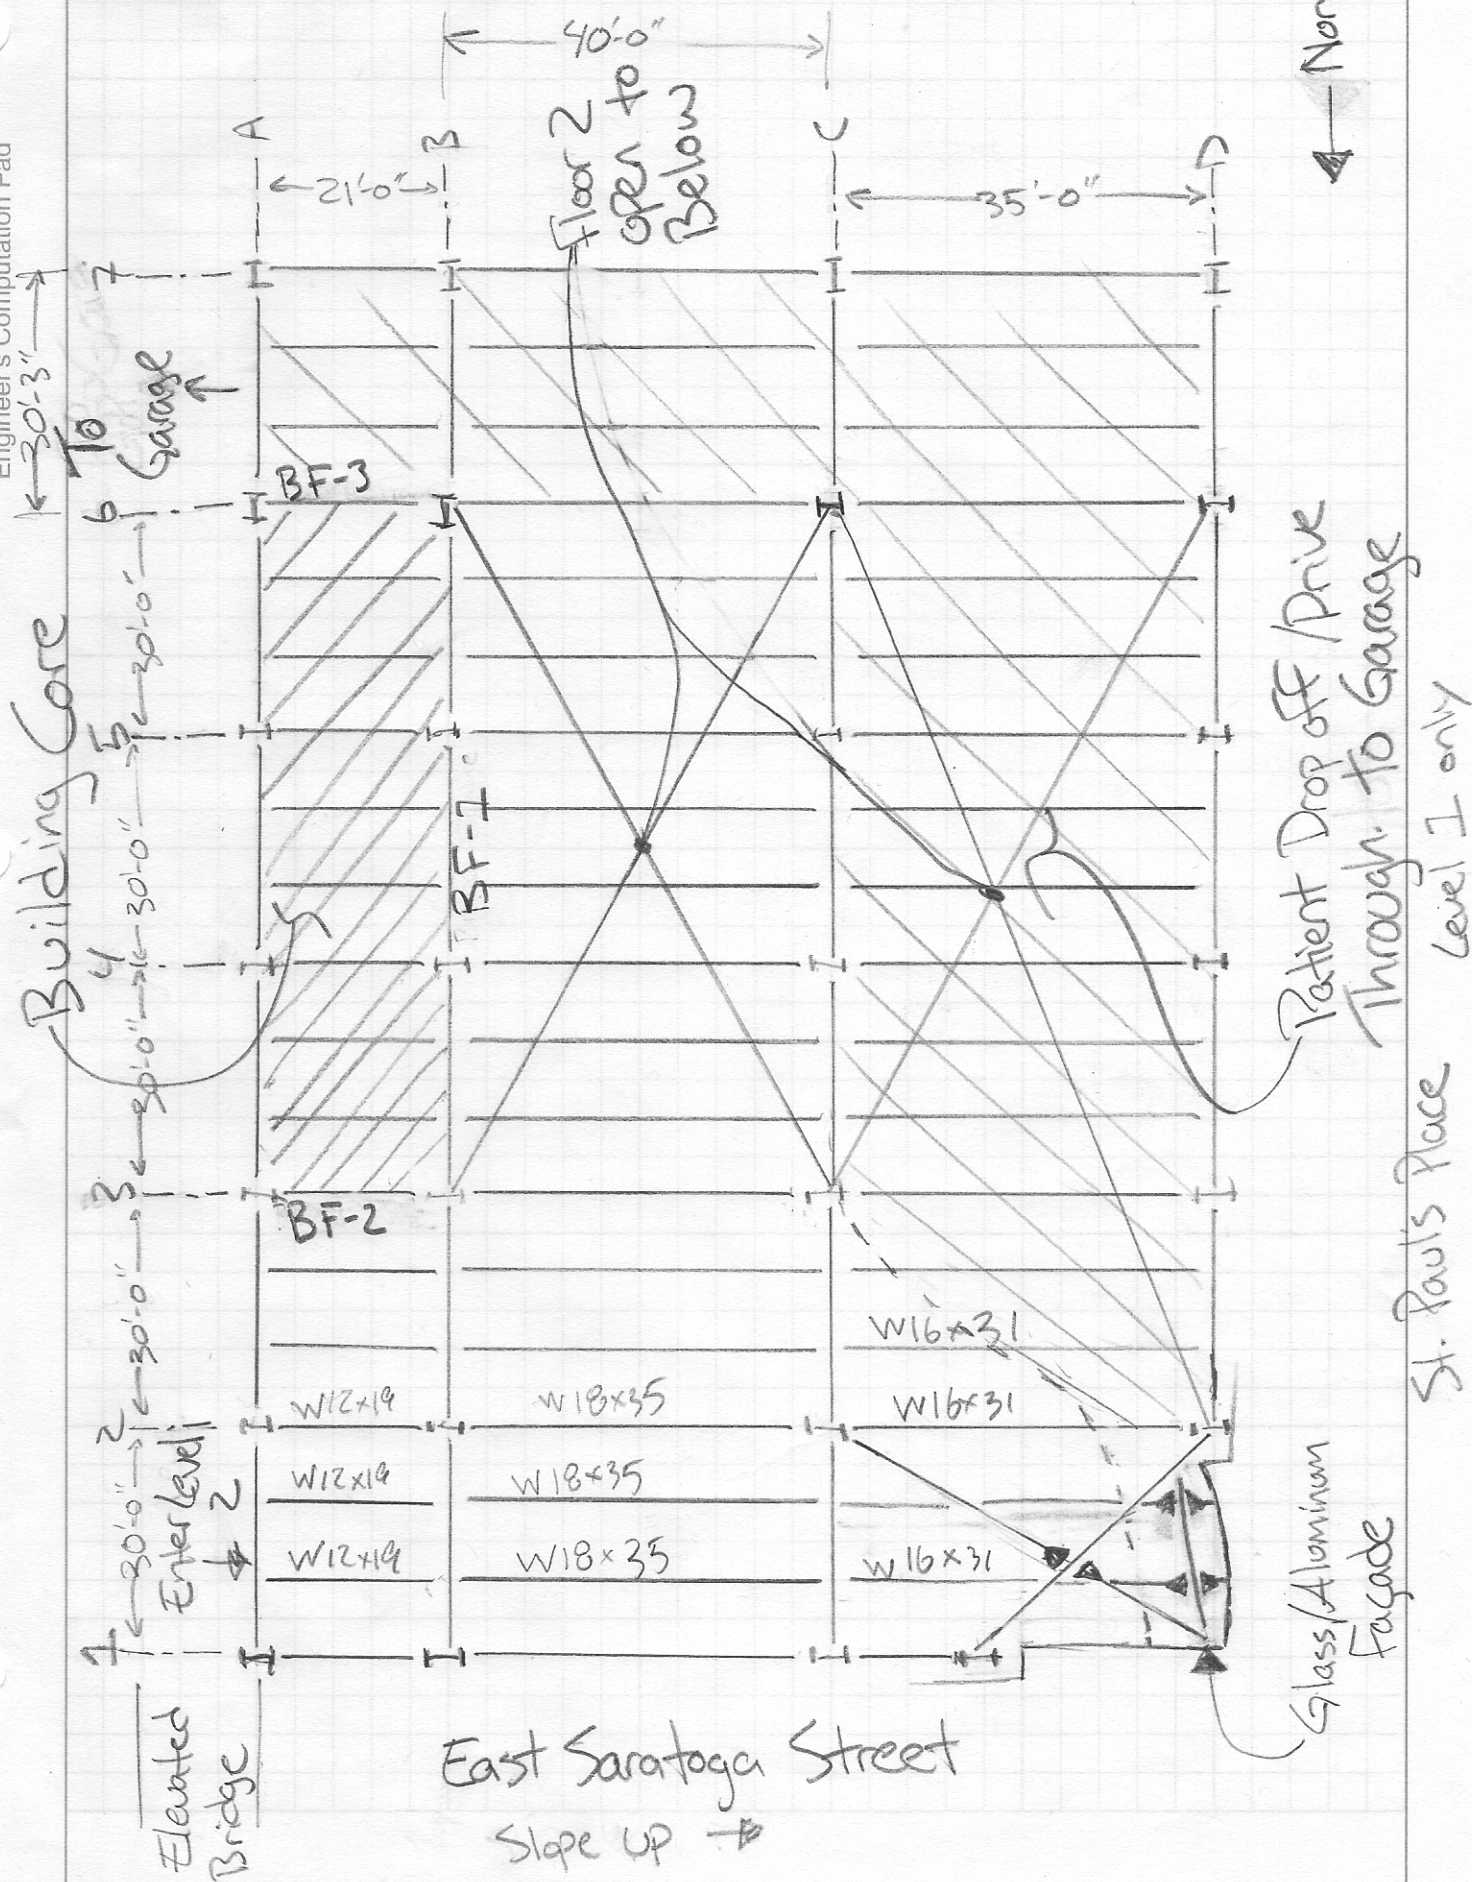 Engineer's Computation Pad
40'-0"
Nor
A
B
C
D
21'-0"
35'-0"
Floor 2
open to
Below
7
30'-3"
To
Garage
6
BF-3
30'-0"
5
Building Core
BF-1
30'-0"
4
30'-0"
3
BF-2
Patient Drop off/Drive
Through to Garage
Level 1 only
St. Paul's Place
30'-0"
W16x31
2
W12x19
W18x35
W16x31
Enter Level
2
30'-0"
W12x19
W18x35
W12x19
W18x35
W16x31
1
Glass/Aluminum
Façade
Elevated
Bridge
East Saratoga Street
Slope up